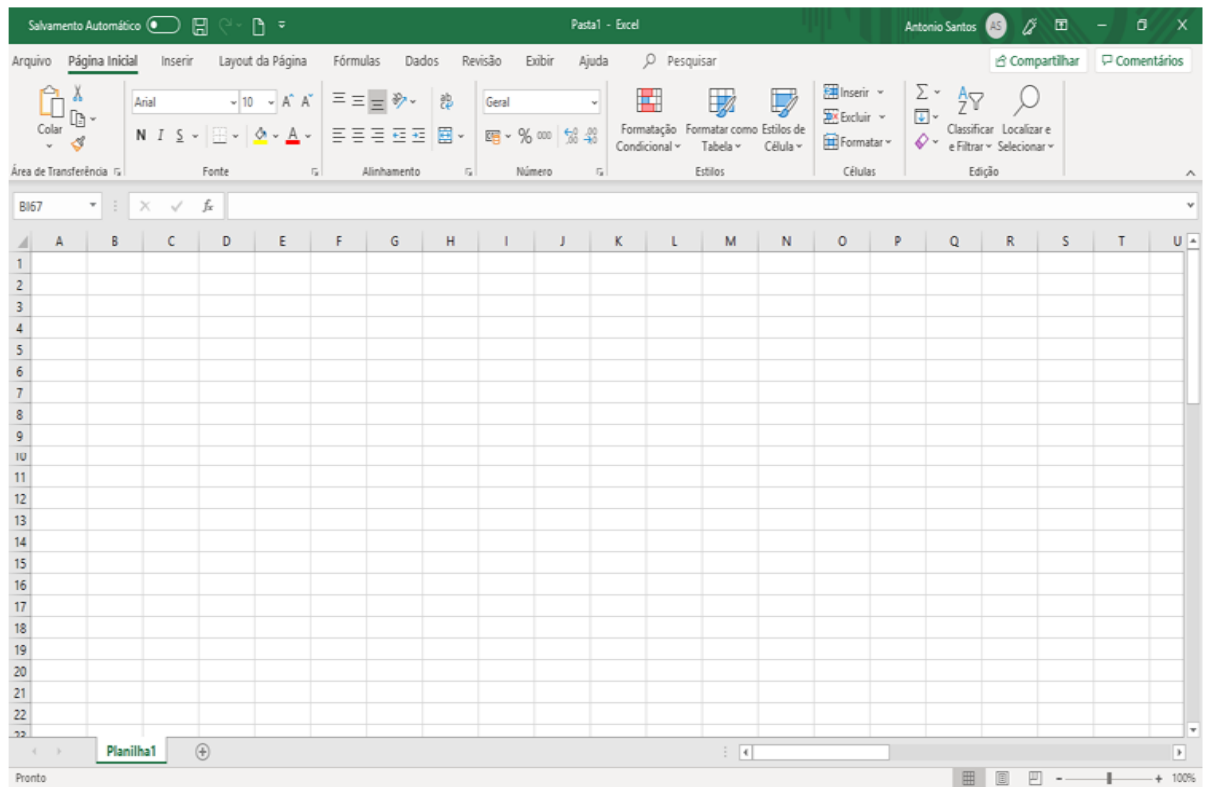 Salvamento Automático
Pasta1 - Excel
Antonio Santos AS
Arquivo Página Inicial Inserir Layout da Página Fórmulas Dados Revisão Exibir Ajuda Pesquisar Compartilhar Comentários
Colar
Arial 10 A A
ab
Geral
N I S A
% 000 ,00 ,00
Formatação Condicional
Formatar como Tabela
Estilos de Célula
Inserir
Excluir
Formatar
Classificar e Filtrar
Localizar e Selecionar
Área de Transferência Fonte Alinhamento Número Estilos Células Edição
BI67 fx
A B C D E F G H I J K L M N O P Q R S T U
1
2
3
4
5
6
7
8
9
10
11
12
13
14
15
16
17
18
19
20
21
22
23
Planilha1
Pronto 100%